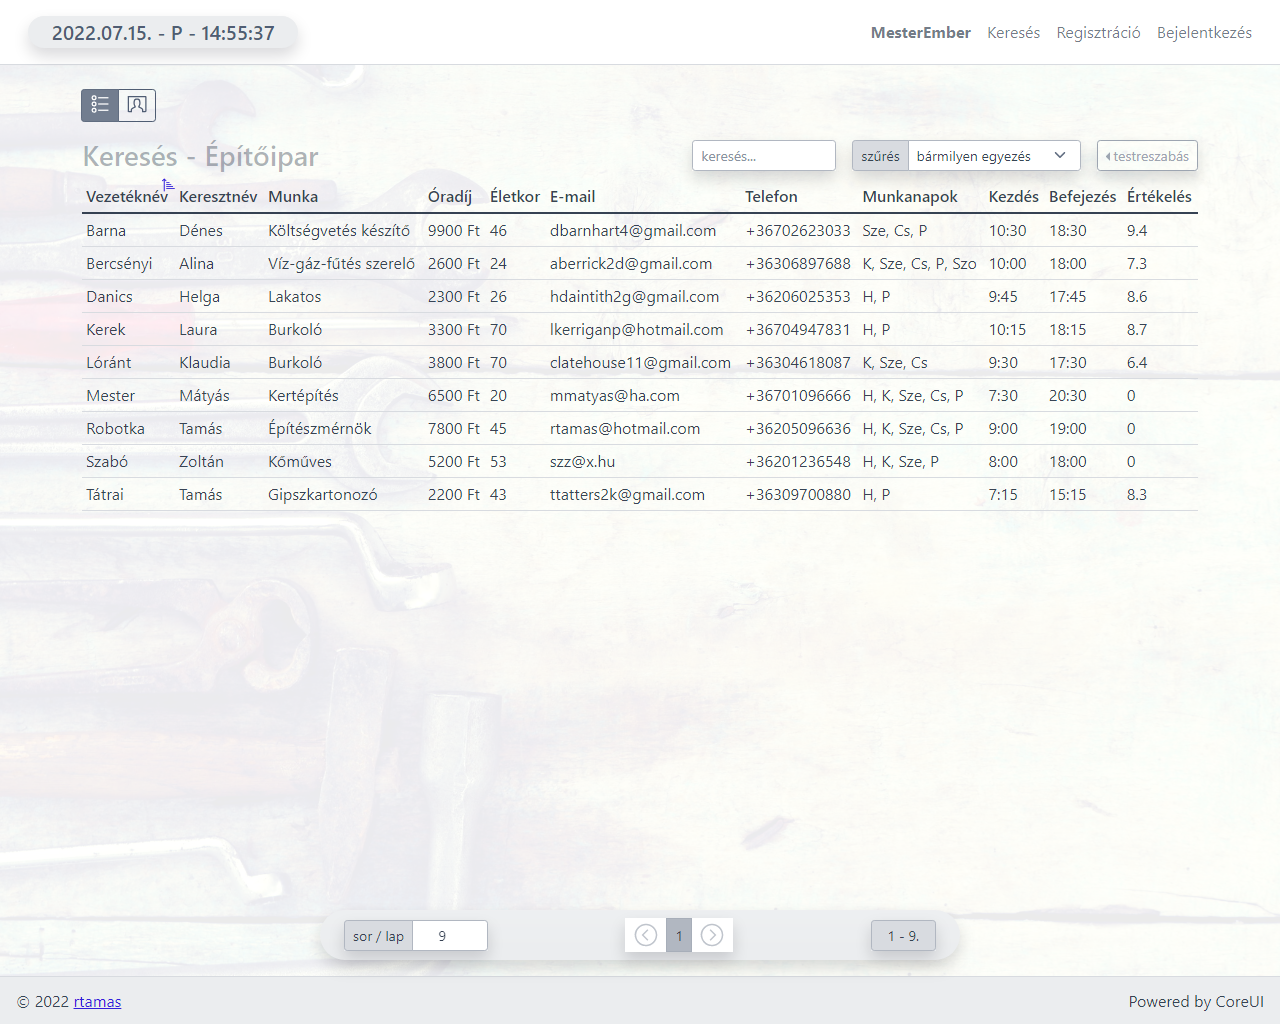 2022.07.15. - P - 14:55:37
MesterEmber Keresés Regisztráció Bejelentkezés
Keresés - Építőipar
keresés... szűrés bármilyen egyezés testreszabás
Vezetéknév Keresztnév Munka Óradíj Életkor E-mail Telefon Munkanapok Kezdés Befejezés Értékelés
Barna Dénes Költségvetés készítő 9900 Ft 46 dbarnhart4@gmail.com +36702623033 Sze, Cs, P 10:30 18:30 9.4
Bercsényi Alina Víz-gáz-fűtés szerelő 2600 Ft 24 aberrick2d@gmail.com +36306897688 K, Sze, Cs, P, Szo 10:00 18:00 7.3
Danics Helga Lakatos 2300 Ft 26 hdaintith2g@gmail.com +36206025353 H, P 9:45 17:45 8.6
Kerek Laura Burkoló 3300 Ft 70 lkerriganp@hotmail.com +36704947831 H, P 10:15 18:15 8.7
Lóránt Klaudia Burkoló 3800 Ft 70 clatehouse11@gmail.com +36304618087 K, Sze, Cs 9:30 17:30 6.4
Mester Mátyás Kertépítés 6500 Ft 20 mmatyas@ha.com +36701096666 H, K, Sze, Cs, P 7:30 20:30 0
Robotka Tamás Építészmérnök 7800 Ft 45 rtamas@hotmail.com +36205096636 H, K, Sze, Cs, P 9:00 19:00 0
Szabó Zoltán Kőműves 5200 Ft 53 szz@x.hu +36201236548 H, K, Sze, P 8:00 18:00 0
Tátrai Tamás Gipszkartonozó 2200 Ft 43 ttatters2k@gmail.com +36309700880 H, P 7:15 15:15 8.3
sor / lap 9 1 1 - 9.
© 2022 rtamas Powered by CoreUI